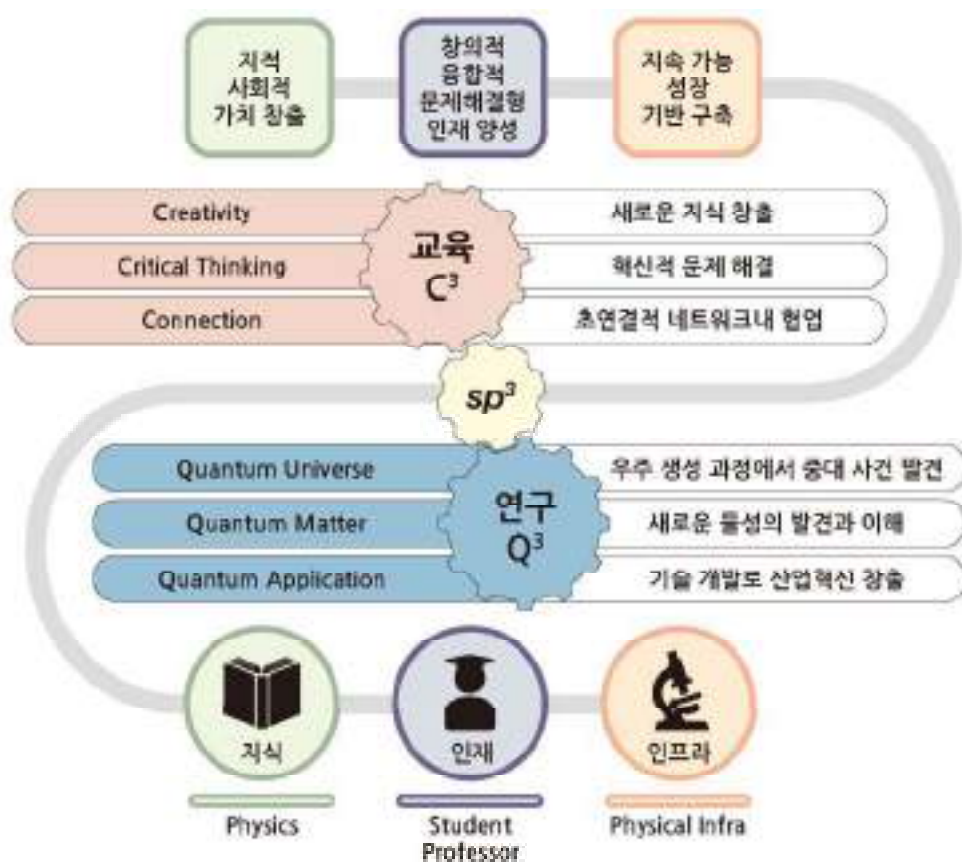 지적
사회적
가치 창출
창의적
융합적
문제해결형
인재 양성
지속 가능
성장
기반 구축
Creativity
교육
C³
새로운 지식 창출
Critical Thinking
혁신적 문제 해결
Connection
초연결적 네트워크내 협업
sp³
Quantum Universe
연구
Q³
우주 생성 과정에서 중대 사건 발견
Quantum Matter
새로운 물성의 발견과 이해
Quantum Application
기술 개발로 산업혁신 창출
지식
인재
인프라
Physics
Student
Professor
Physical Infra